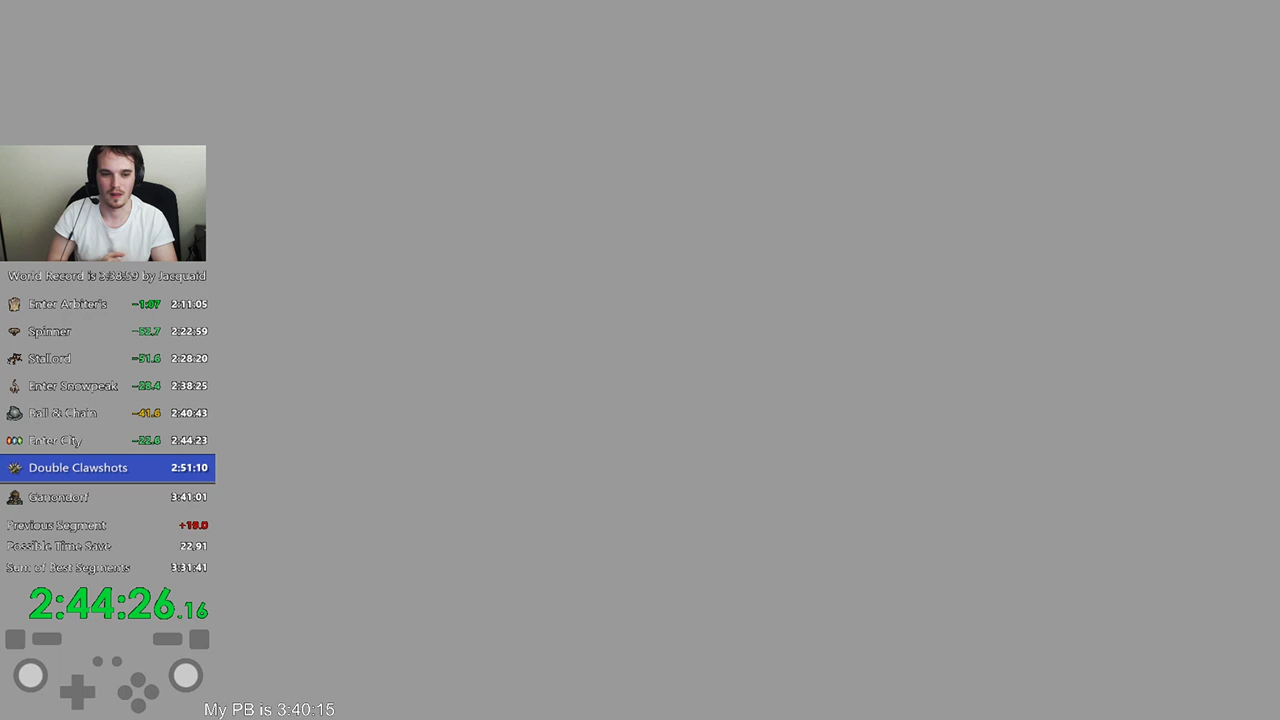 World Record is 3:38:59 by Jacquaid
Enter Arbiter's -1:07 2:11:05
Spinner -52.7 2:22:59
Stallord -51.6 2:28:20
Enter Snowpeak -28.4 2:38:25
Ball & Chain -41.6 2:40:43
Enter City -22.6 2:44:23
Double Clawshots 2:51:10
Ganondorf 3:41:01
Previous Segment +19.0
Possible Time Save 22.91
Sum of Best Segments 3:31:41
2:44:26.16
My PB is 3:40:15